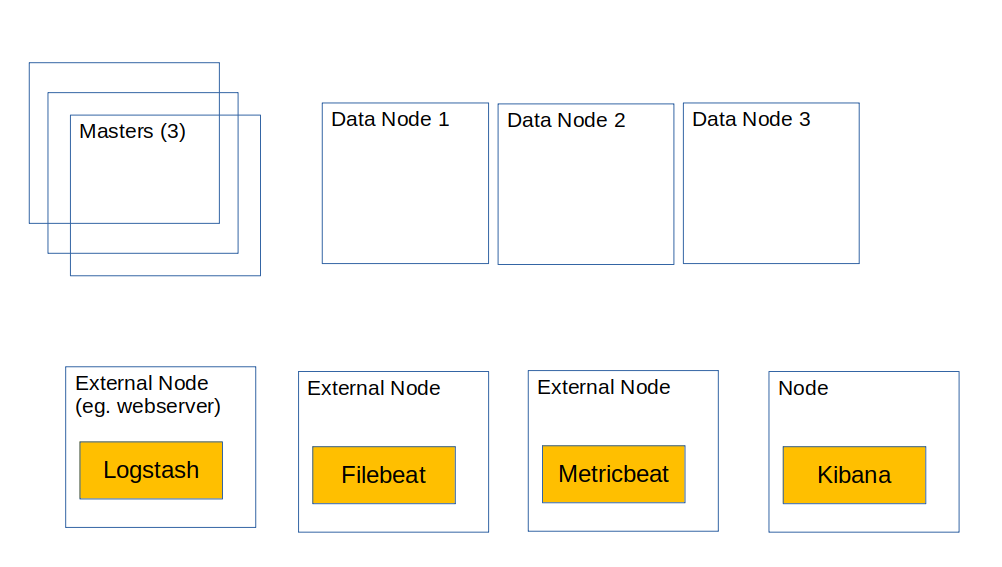 Masters (3)
Data Node 1
Data Node 2
Data Node 3
External Node
(eg. webserver)
Logstash
External Node
Filebeat
External Node
Metricbeat
Node
Kibana